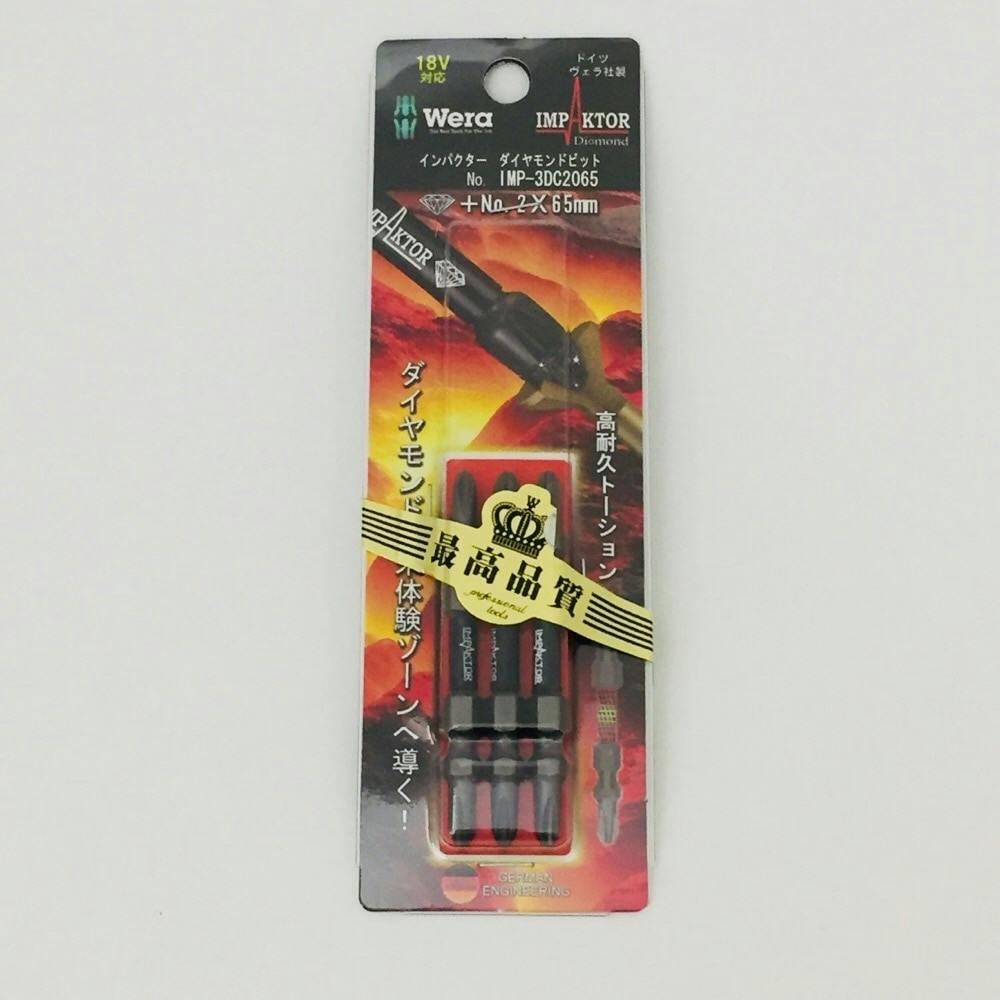 18V
対応
ドイツ
ヴェラ社製
Wera
IMPAKTOR
Diamond
インパクター ダイヤモンドビット
No. IMP-3DC2065
+No. 2×65mm
IMPAKTOR
ダイヤモンド
体験ゾーンへ導く!
高耐久トーション
W
最高品質
professional
tools
IMPAKTOR
IMPAKTOR
IMPAKTOR
GERMAN
ENGINEERING